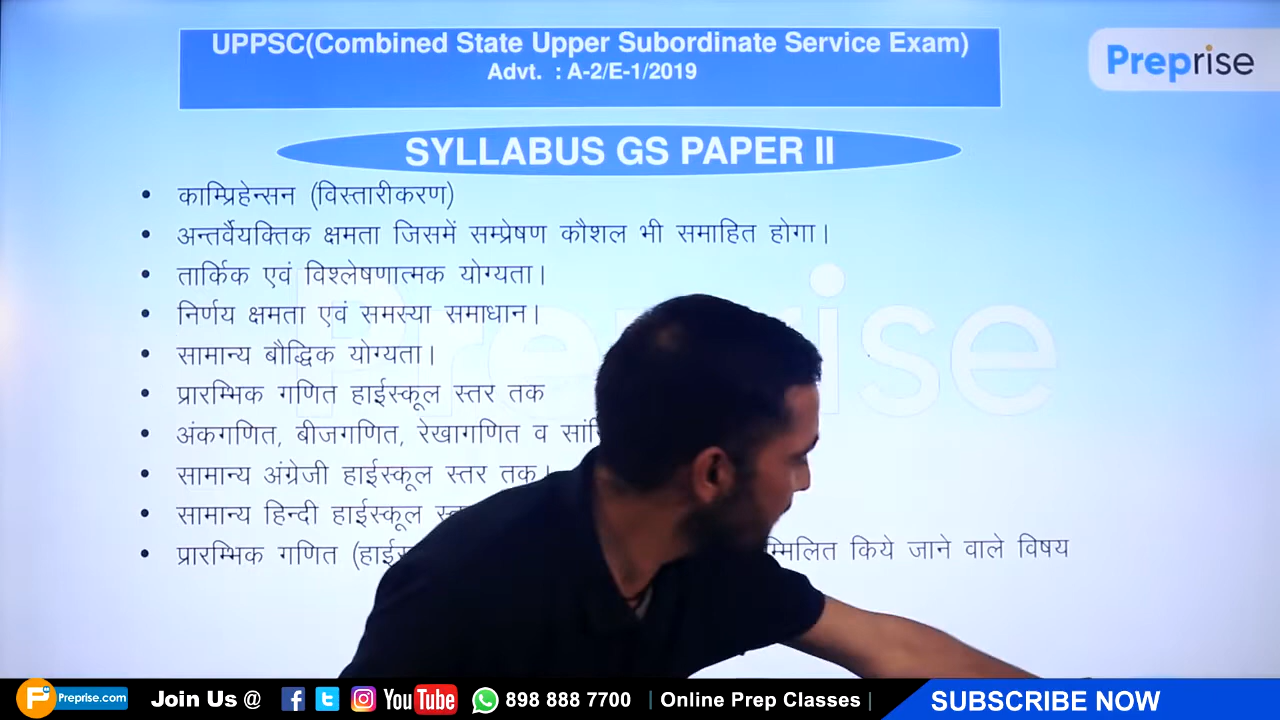 UPPSC(Combined State Upper Subordinate Service Exam)
Advt. : A-2/E-1/2019
Preprise
SYLLABUS GS PAPER II
• काम्प्रिहेन्सन (विस्तारीकरण)
• अन्तर्वैयक्तिक क्षमता जिसमें सम्प्रेषण कौशल भी समाहित होगा।
• तार्किक एवं विश्लेषणात्मक योग्यता।
• निर्णय क्षमता एवं समस्या समाधान।
• सामान्य बौद्धिक योग्यता।
• प्रारम्भिक गणित हाईस्कूल स्तर तक
• अंकगणित, बीजगणित, रेखागणित व
• सामान्य अंग्रेजी हाईस्कूल स्तर तक।
• सामान्य हिन्दी हाईस्कूल
• प्रारम्भिक गणित किये जाने वाले विषय
Preprise
Preprise.com Join Us @ YouTube 898 888 7700 | Online Prep Classes | SUBSCRIBE NOW